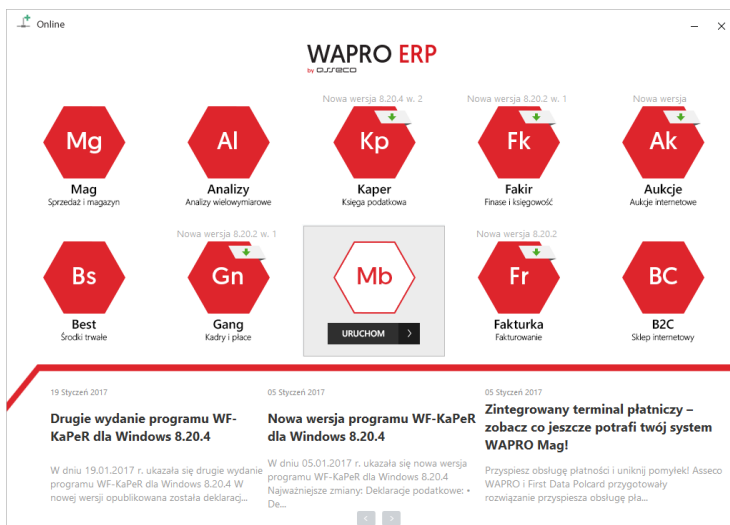 Online
WAPRO ERP
by asseco
Nowa wersja 8.20.4 w. 2
Nowa wersja 8.20.2 w. 1
Nowa wersja
Mg
Al
Kp
Fk
Ak
Mag
Analizy
Kaper
Fakir
Aukcje
Sprzedaż i magazyn
Analizy wielowymiarowe
Księga podatkowa
Finase i księgowość
Aukcje internetowe
Nowa wersja 8.20.2 w. 1
Nowa wersja 8.20.2
Bs
Gn
Mb
Fr
BC
Best
Gang
URUCHOM
Fakturka
B2C
Środki trwałe
Kadry i płace
Fakturowanie
Sklep internetowy
19 Styczeń 2017
Drugie wydanie programu WF-
KaPeR dla Windows 8.20.4
W dniu 19.01.2017 r. ukazała się drugie wydanie
programu WF-KaPeR dla Windows 8.20.4 W
nowej wersji opublikowana została deklaracj...
05 Styczeń 2017
Nowa wersja programu WF-KaPeR
dla Windows 8.20.4
W dniu 05.01.2017 r. ukazała się nowa wersja
programu WF-KaPeR dla Windows 8.20.4
Najważniejsze zmiany: Deklaracje podatkowe: •
De...
05 Styczeń 2017
Zintegrowany terminal płatniczy –
zobacz co jeszcze potrafi twój system
WAPRO Mag!
Przyspiesz obsługę płatności i uniknij pomyłek! Asseco
WAPRO i First Data Polcard przygotowały
rozwiązanie przyspiesza obsługę pła...